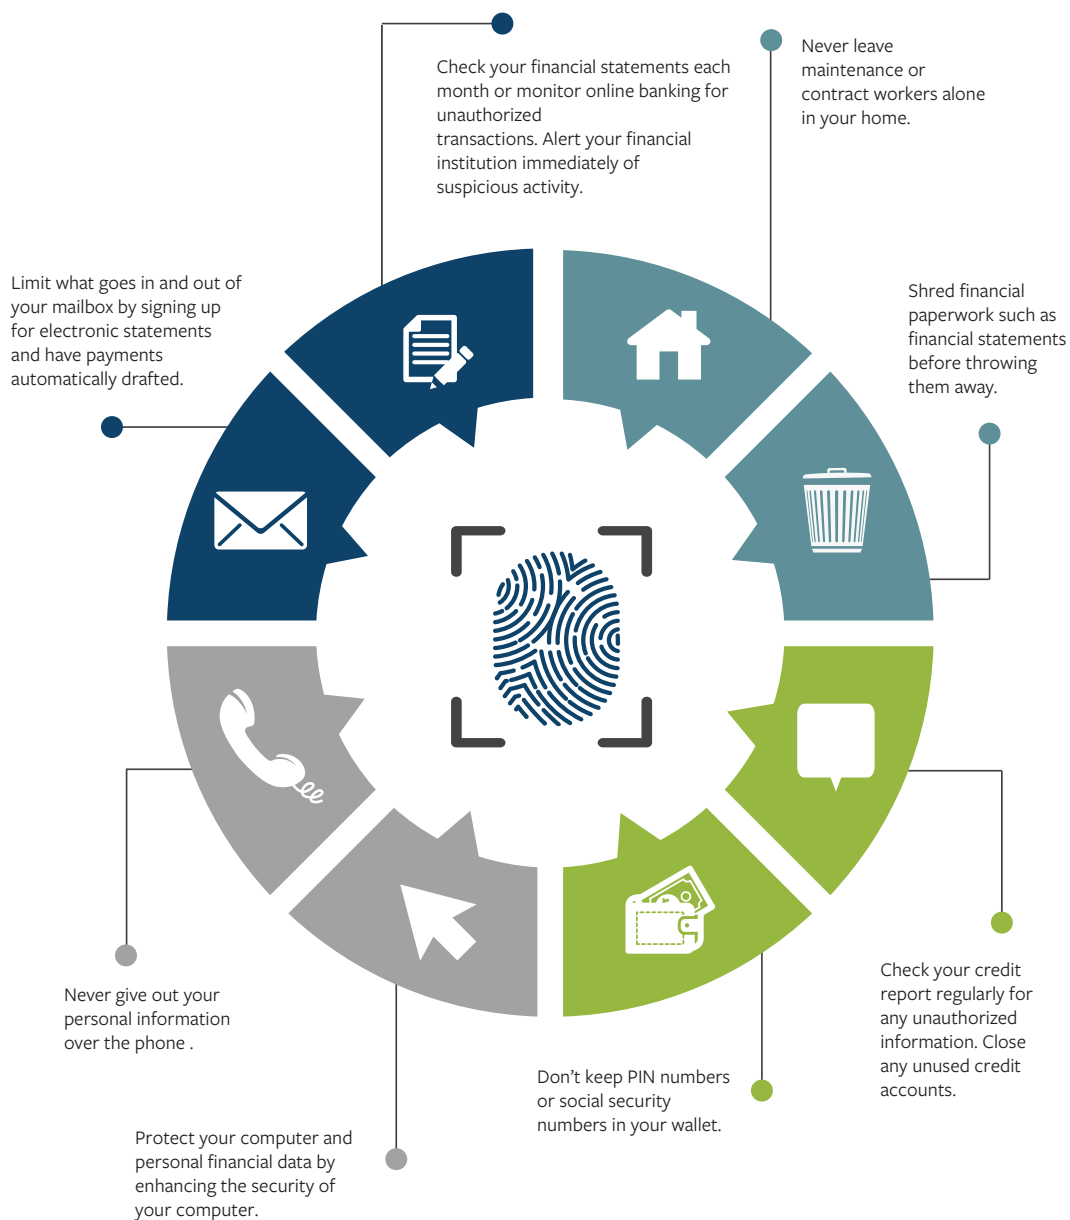 Check your financial statements each
month or monitor online banking for
unauthorized
transactions. Alert your financial
institution immediately of
suspicious activity.
Never leave
maintenance or
contract workers alone
in your home.
Limit what goes in and out of
your mailbox by signing up
for electronic statements
and have payments
automatically drafted.
Shred financial
paperwork such as
financial statements
before throwing
them away.
Never give out your
personal information
over the phone .
Check your credit
report regularly for
any unauthorized
information. Close
any unused credit
accounts.
Don’t keep PIN numbers
or social security
numbers in your wallet.
Protect your computer and
personal financial data by
enhancing the security of
your computer.